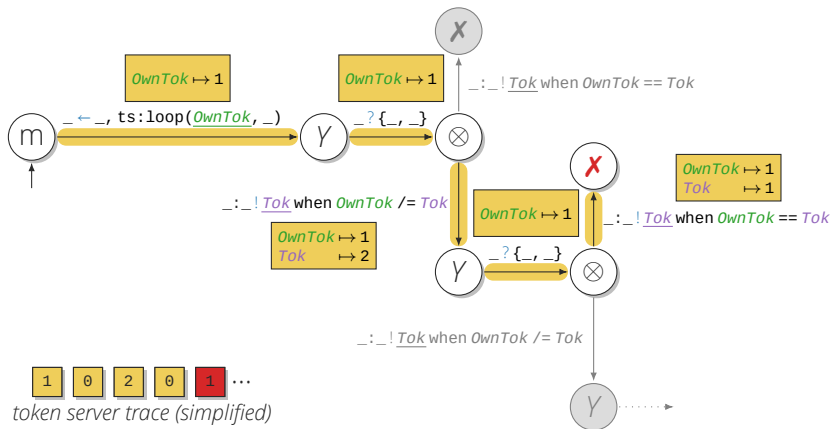 ✗
OwnTok ↦ 1
OwnTok ↦ 1
_:_!Tok when OwnTok == Tok
_ ← _, ts:loop(OwnTok,_)
_?{_,_}
m
Y
⊗
✗
OwnTok ↦ 1
Tok ↦ 1
_:_!Tok when OwnTok /= Tok
OwnTok ↦ 1
_:_!Tok when OwnTok == Tok
OwnTok ↦ 1
Tok ↦ 2
_?{_,_}
Y
⊗
_:_!Tok when OwnTok /= Tok
1 0 2 0 1 ...
Y
token server trace (simplified)